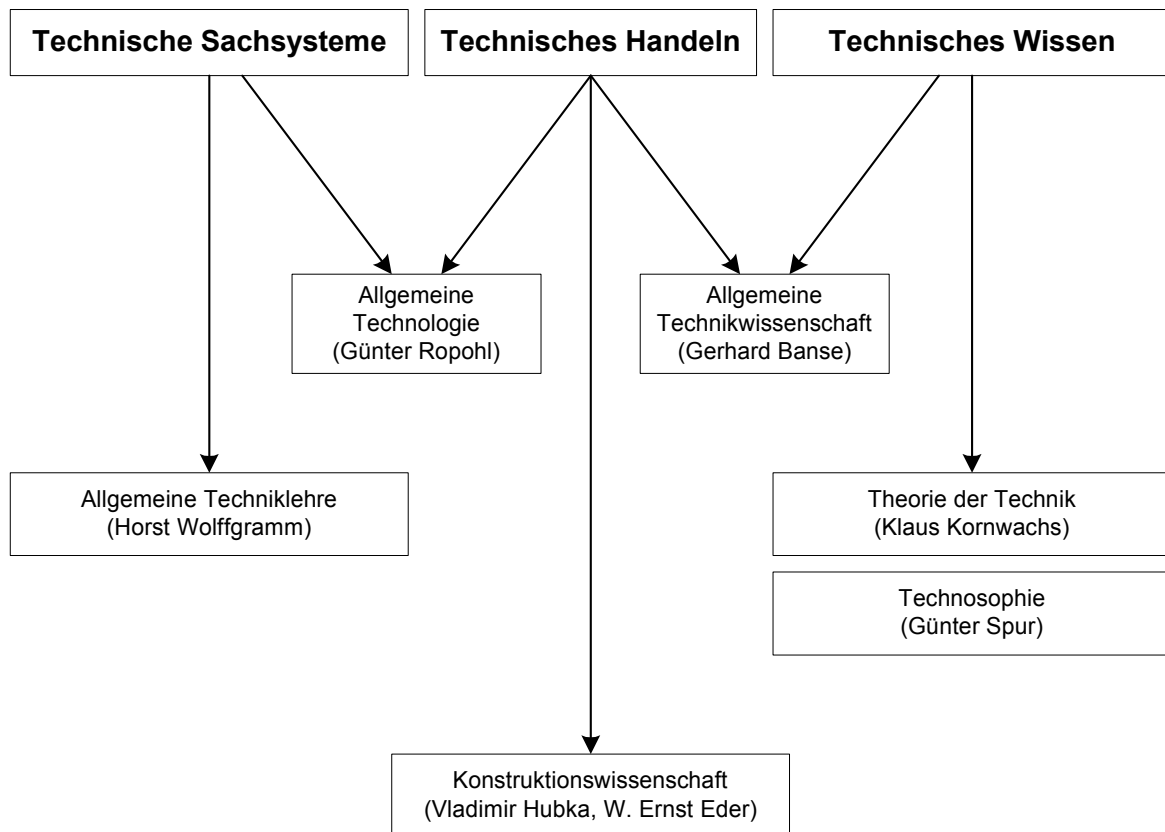 Technische Sachsysteme
Technisches Handeln
Technisches Wissen
Allgemeine
Technologie
(Günter Ropohl)
Allgemeine
Technikwissenschaft
(Gerhard Banse)
Allgemeine Techniklehre
(Horst Wolffgramm)
Theorie der Technik
(Klaus Kornwachs)
Technosophie
(Günter Spur)
Konstruktionswissenschaft
(Vladimir Hubka, W. Ernst Eder)